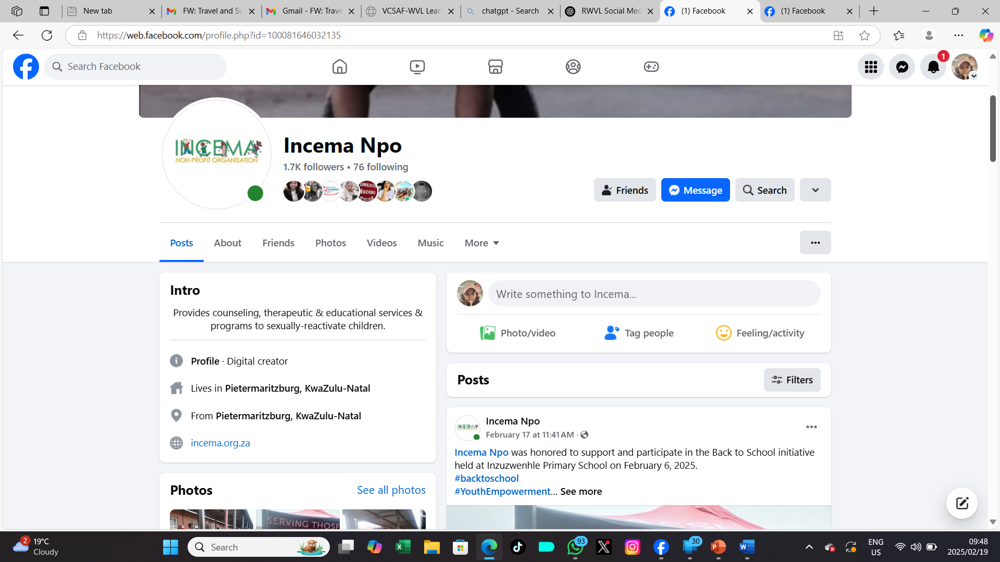 New tab
FW: Travel and Su
Gmail - FW: Trave
VCSAF-WVL Lear
chatgpt - Search
RWVL Social Med
(1) Facebook
(1) Facebook
https://web.facebook.com/profile.php?id=100081646032135
Search Facebook
1
INCEMA
NON PROFIT ORGANISATION
Incema Npo
1.7K followers • 76 following
Friends
Message
Search
Posts
About
Friends
Photos
Videos
Music
More
Intro
Provides counseling, therapeutic & educational services &
programs to sexually-reactivate children.
Profile · Digital creator
Lives in Pietermaritzburg, KwaZulu-Natal
From Pietermaritzburg, KwaZulu-Natal
incema.org.za
Photos
See all photos
SERVING THOSE
Write something to Incema...
Photo/video
Tag people
Feeling/activity
Posts
Filters
INCEMA
Incema Npo
February 17 at 11:41 AM ·
Incema Npo was honored to support and participate in the Back to School initiative
held at Inzuzwenhle Primary School on February 6, 2025.
#backtoschool
#YouthEmpowerment... See more
2
19°C
Cloudy
Search
93
30
ENG
US
09:48
2025/02/19